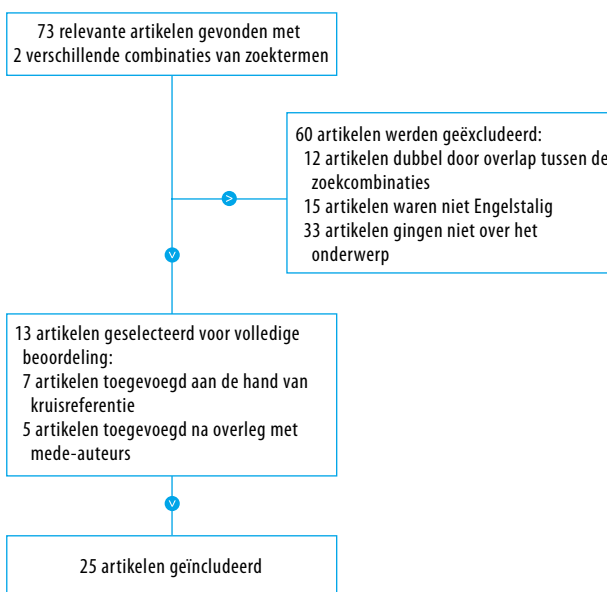 73 relevante artikelen gevonden met
2 verschillende combinaties van zoektermen
60 artikelen werden geëxcludeerd:
12 artikelen dubbel door overlap tussen de
zoekcombinaties
15 artikelen waren niet Engelstalig
33 artikelen gingen niet over het
onderwerp
13 artikelen geselecteerd voor volledige
beoordeling:
7 artikelen toegevoegd aan de hand van
kruisreferentie
5 artikelen toegevoegd na overleg met
mede-auteurs
25 artikelen geïncludeerd